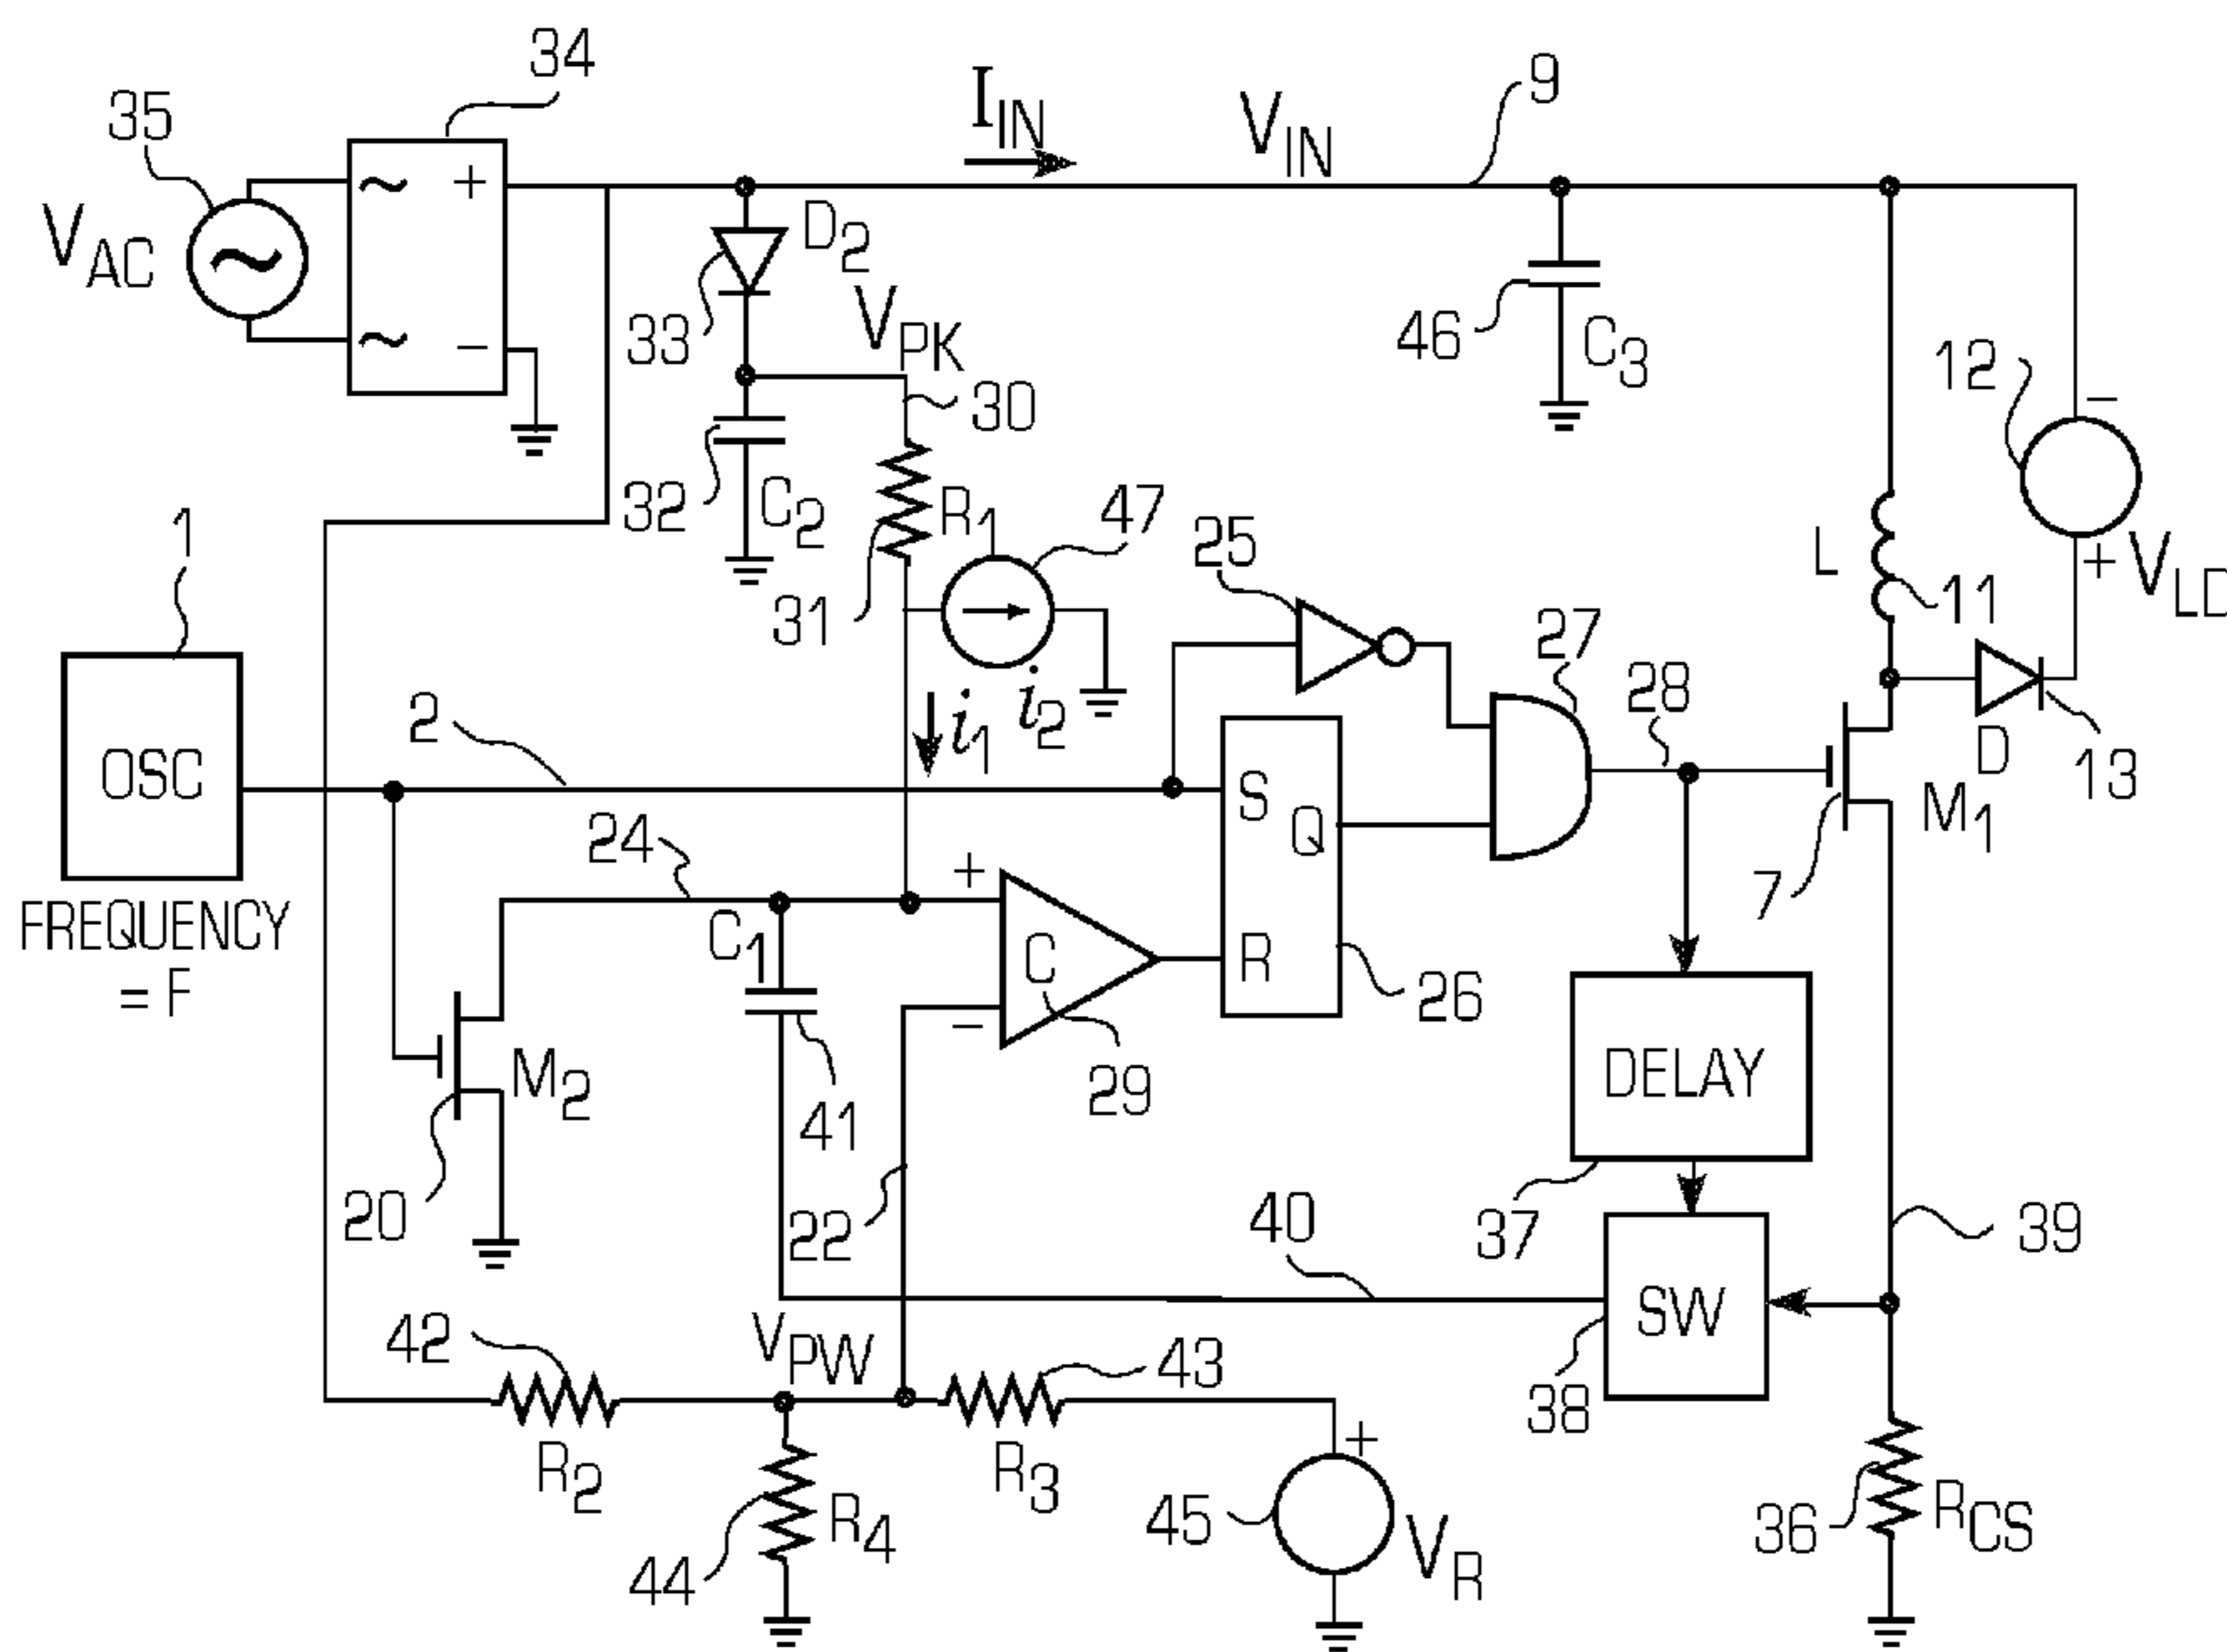 34
35
I_IN
V_IN
9
V_AC
~
+
~
−
~
D2
33
V_PK
30
46
C3
12
−
+
V_LD
32
C2
R1
47
25
31
L
11
1
27
28
i1
i2
2
D
13
OSC
S
Q
R
M1
7
24
FREQUENCY
= F
C1
+
C
−
26
M2
29
DELAY
41
20
22
40
37
39
42
V_PW
43
SW
38
R2
R4
R3
+
45
V_R
44
36
R_CS